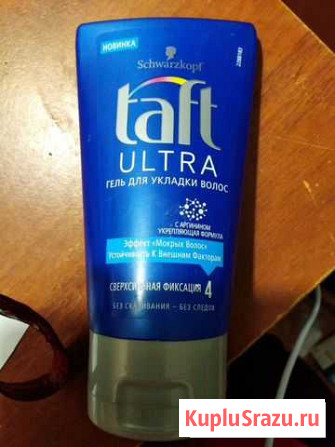 НОВИНКА
Schwarzkopf
taft
ULTRA
ГЕЛЬ ДЛЯ УКЛАДКИ ВОЛОС
С АРГИНИНОМ
УКРЕПЛЯЮЩАЯ ФОРМУЛА
Эффект «Мокрых Волос»
Устойчивость К Внешним Факторам
СВЕРХСИЛЬНАЯ ФИКСАЦИЯ 4
БЕЗ СКЛЕИВАНИЯ – БЕЗ СЛЕДОВ
KupluSrazu.ru